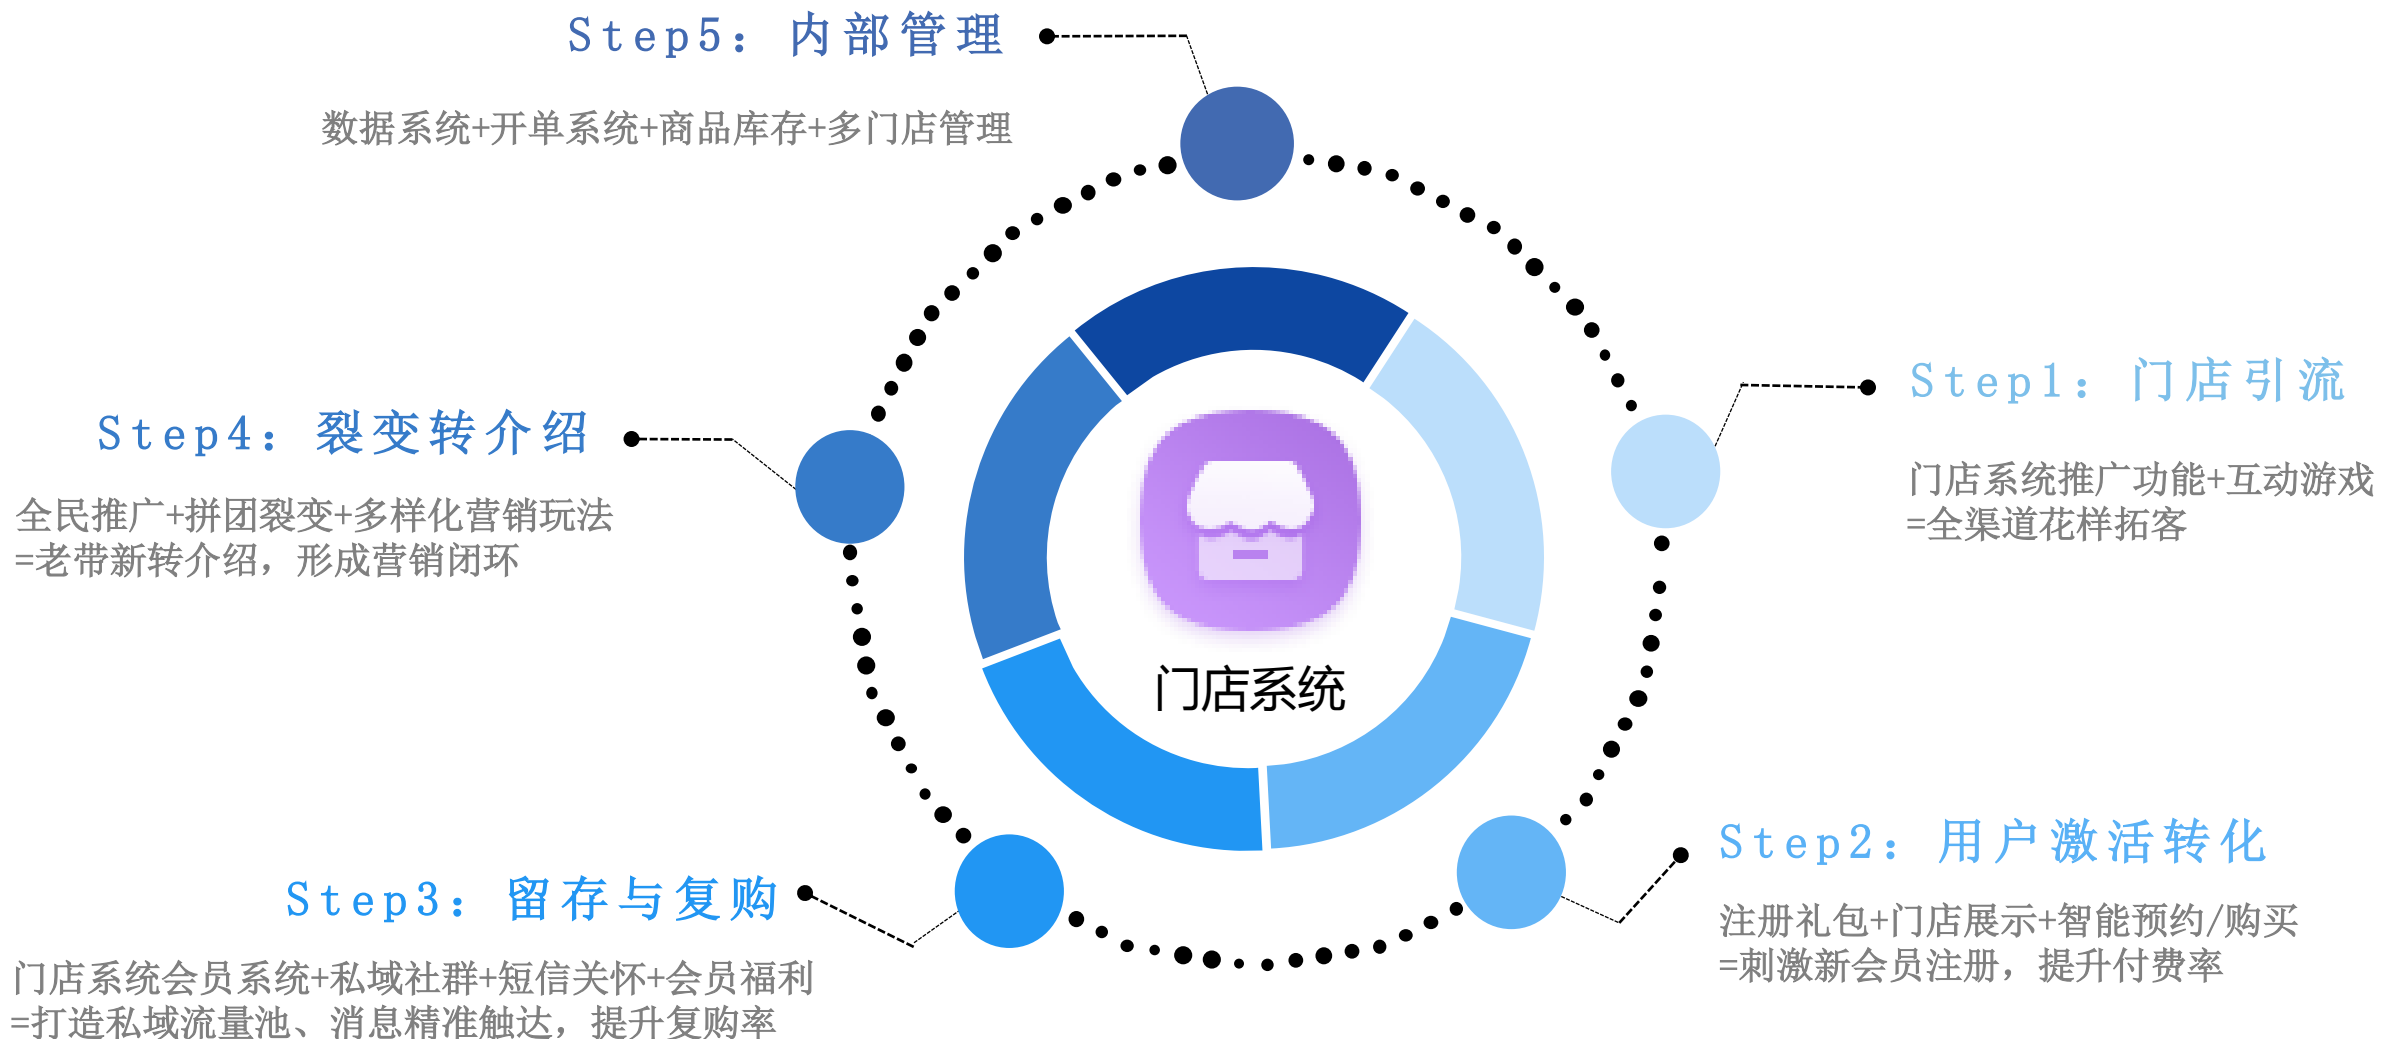 Step5：内部管理
数据系统+开单系统+商品库存+多门店管理
Step1：门店引流
门店系统推广功能+互动游戏
=全渠道花样拓客
Step4：裂变转介绍
全民推广+拼团裂变+多样化营销玩法
=老带新转介绍，形成营销闭环
门店系统
Step2：用户激活转化
注册礼包+门店展示+智能预约/购买
=刺激新会员注册，提升付费率
Step3：留存与复购
门店系统会员系统+私域社群+短信关怀+会员福利
=打造私域流量池、消息精准触达，提升复购率